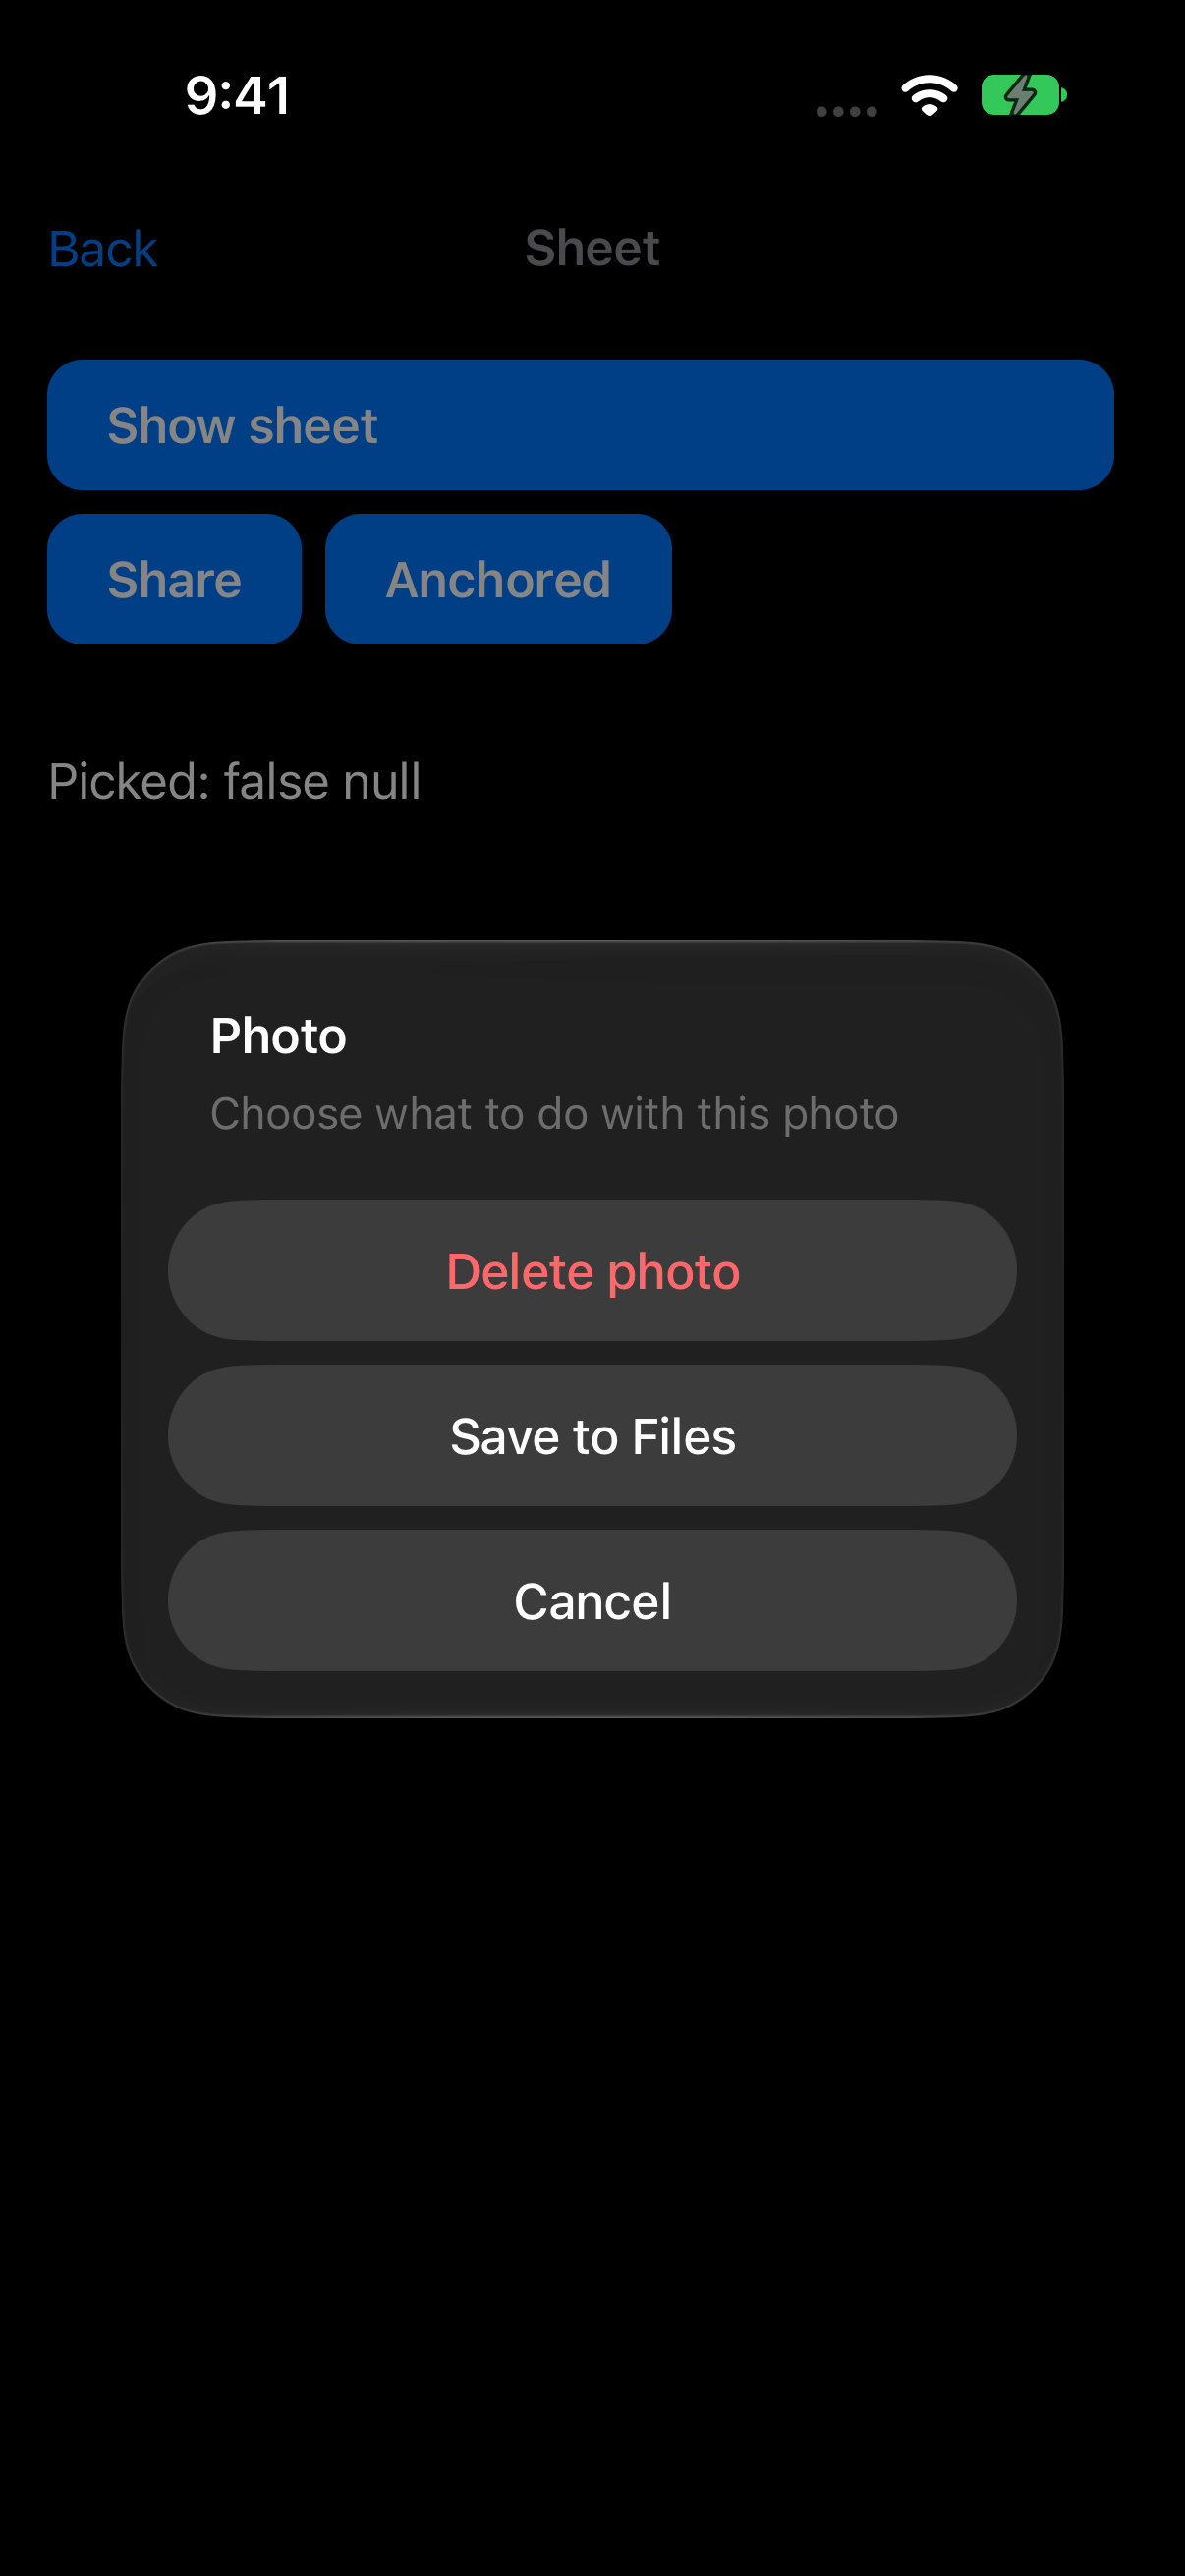 9:41
Back
Sheet
Show sheet
Share
Anchored
Picked: false null
Photo
Choose what to do with this photo
Delete photo
Save to Files
Cancel